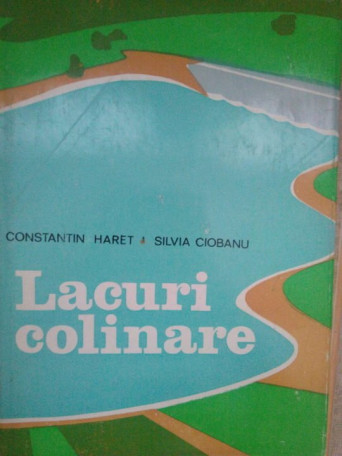 CONSTANTIN HARET SILVIA CIOBANU
Lacuri
colinare